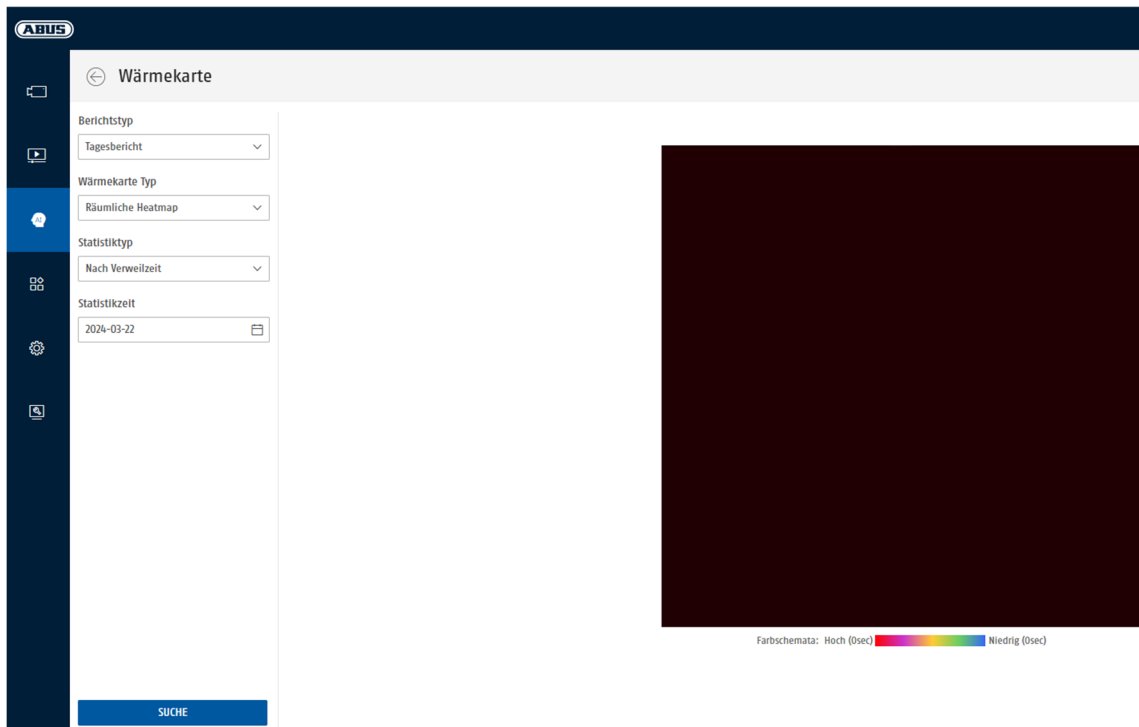 ABUS
Wärmekarte
Berichtstyp
Tagesbericht
Wärmekarte Typ
Räumliche Heatmap
AI
Statistiktyp
Nach Verweilzeit
Statistikzeit
2024-03-22
Farbschemata: Hoch (0sec) Niedrig (0sec)
SUCHE